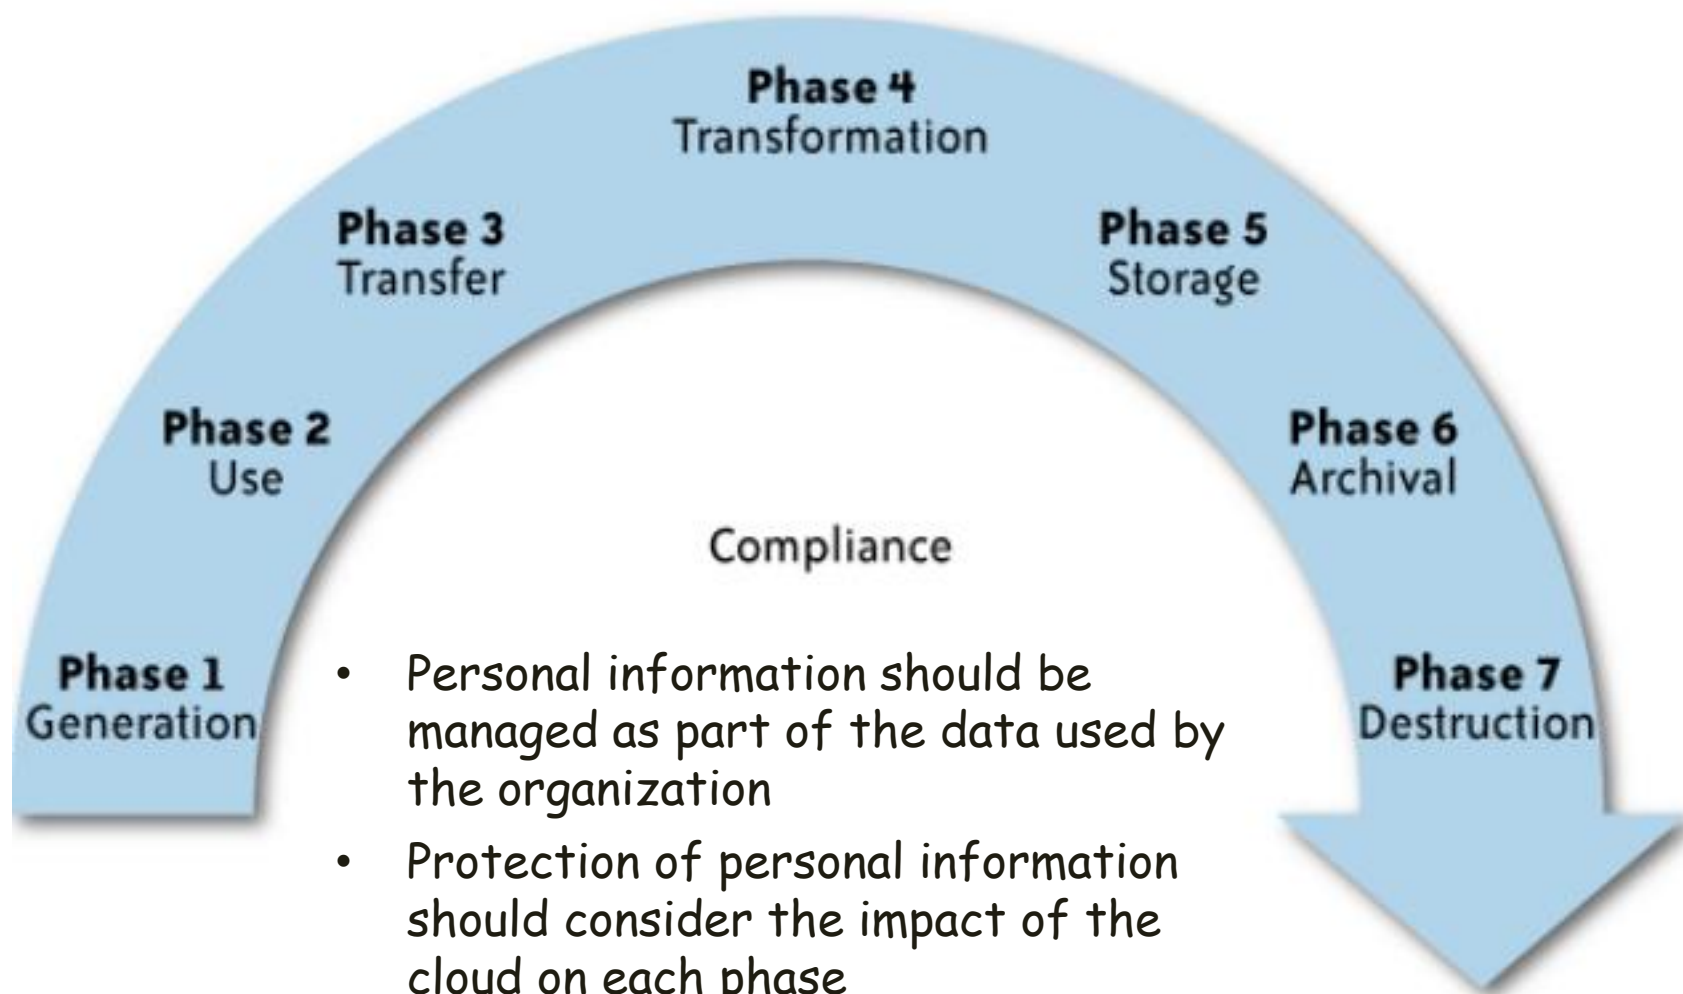 Phase 4
Transformation
Phase 3
Transfer
Phase 5
Storage
Phase 2
Use
Phase 6
Archival
Compliance
Phase 1
Generation
• Personal information should be
managed as part of the data used by
the organization
• Protection of personal information
should consider the impact of the
cloud on each phase
Phase 7
Destruction